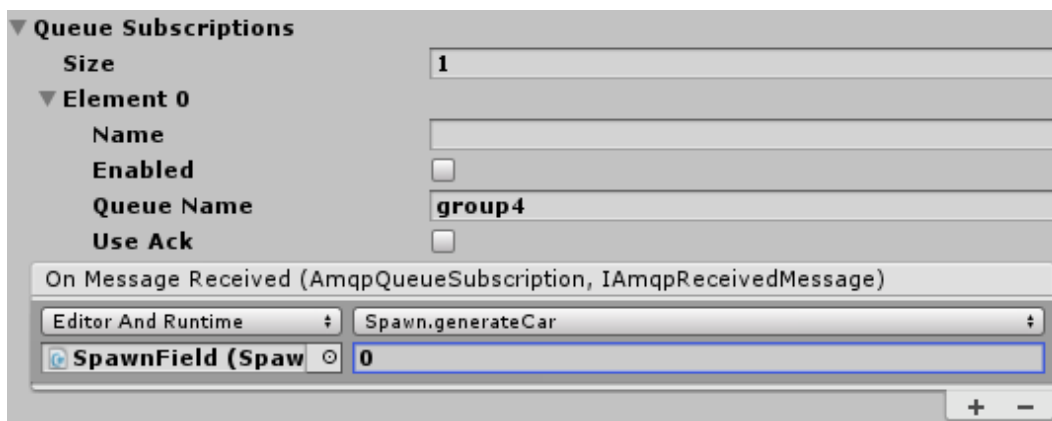 Queue Subscriptions
Size 1
Element 0
Name
Enabled
Queue Name group4
Use Ack
On Message Received (AmqpQueueSubscription, IAmqpReceivedMessage)
Editor And Runtime Spawn.generateCar
SpawnField (Spaw 0
+ −